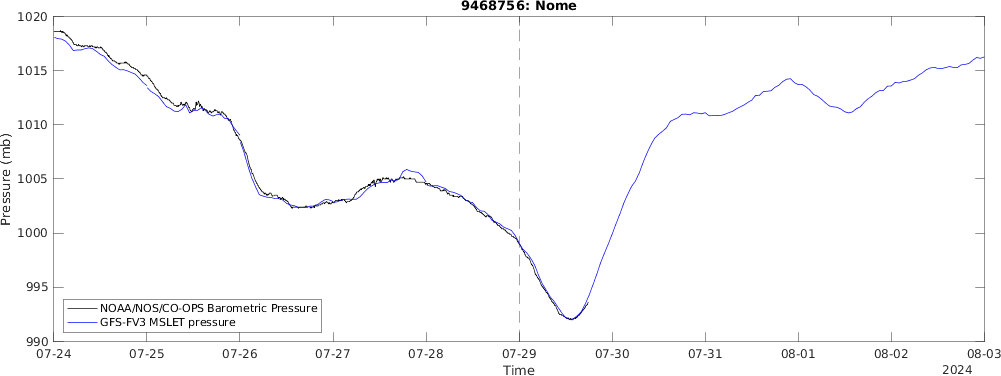 9468756: Nome
1020
1015
1010
1005
1000
995
990
Pressure (mb)
NOAA/NOS/CO-OPS Barometric Pressure
GFS-FV3 MSLET pressure
07-24 07-25 07-26 07-27 07-28 07-29 07-30 07-31 08-01 08-02 08-03
Time
2024